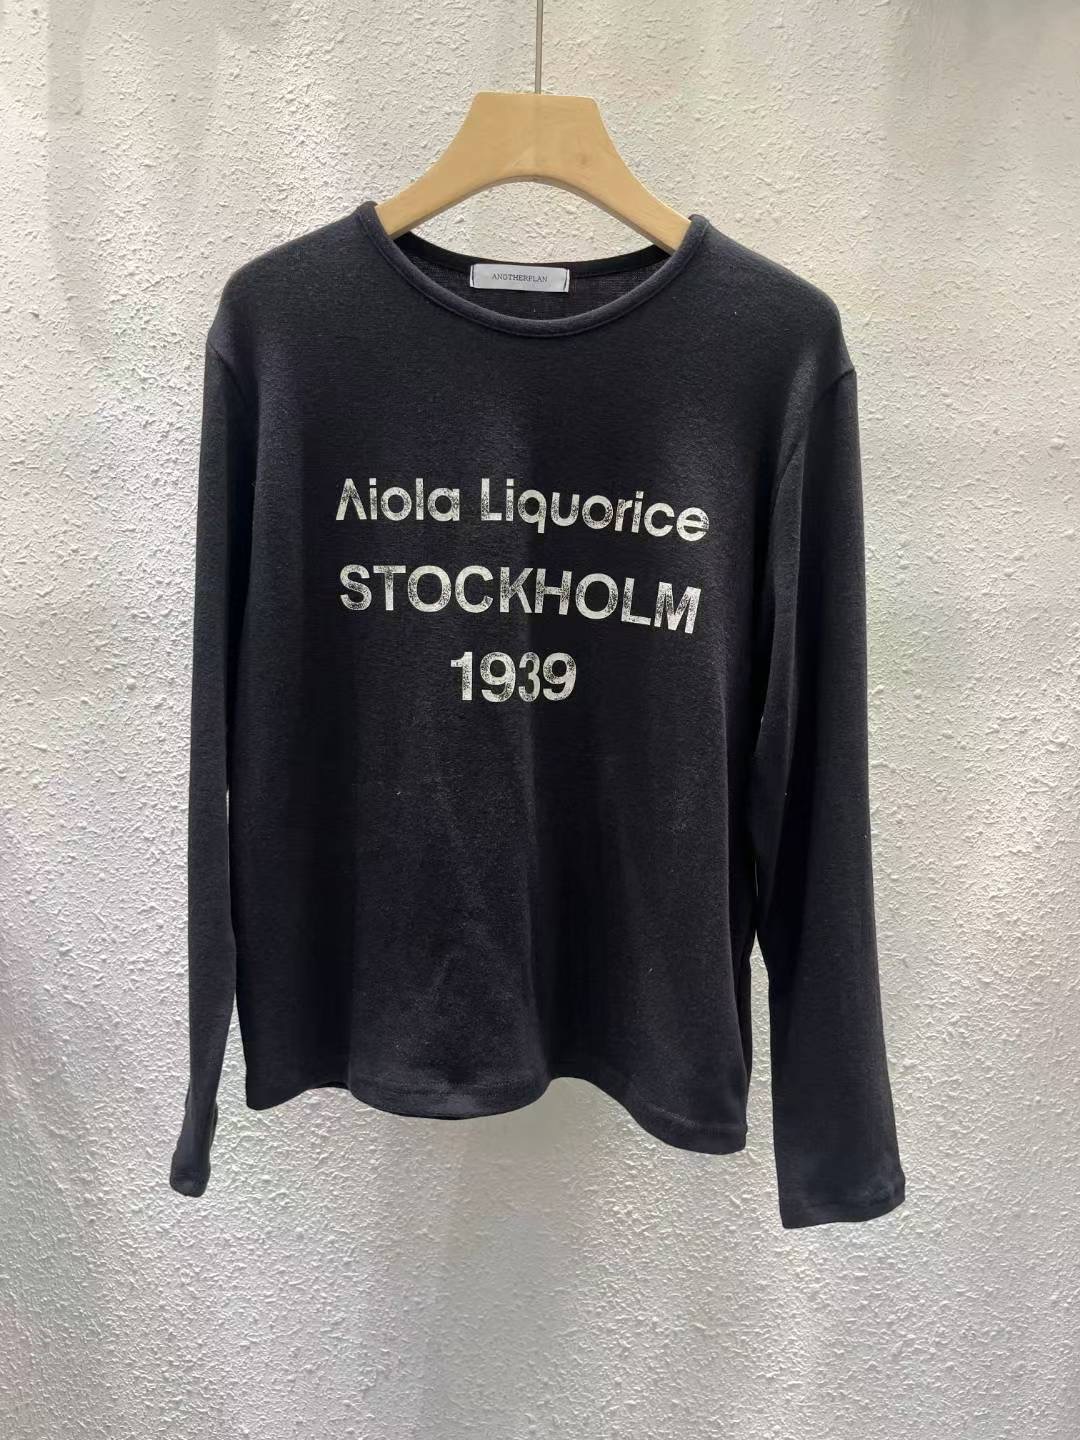 ANOTHERPLAN
Aiola Liquorice
STOCKHOLM
1939